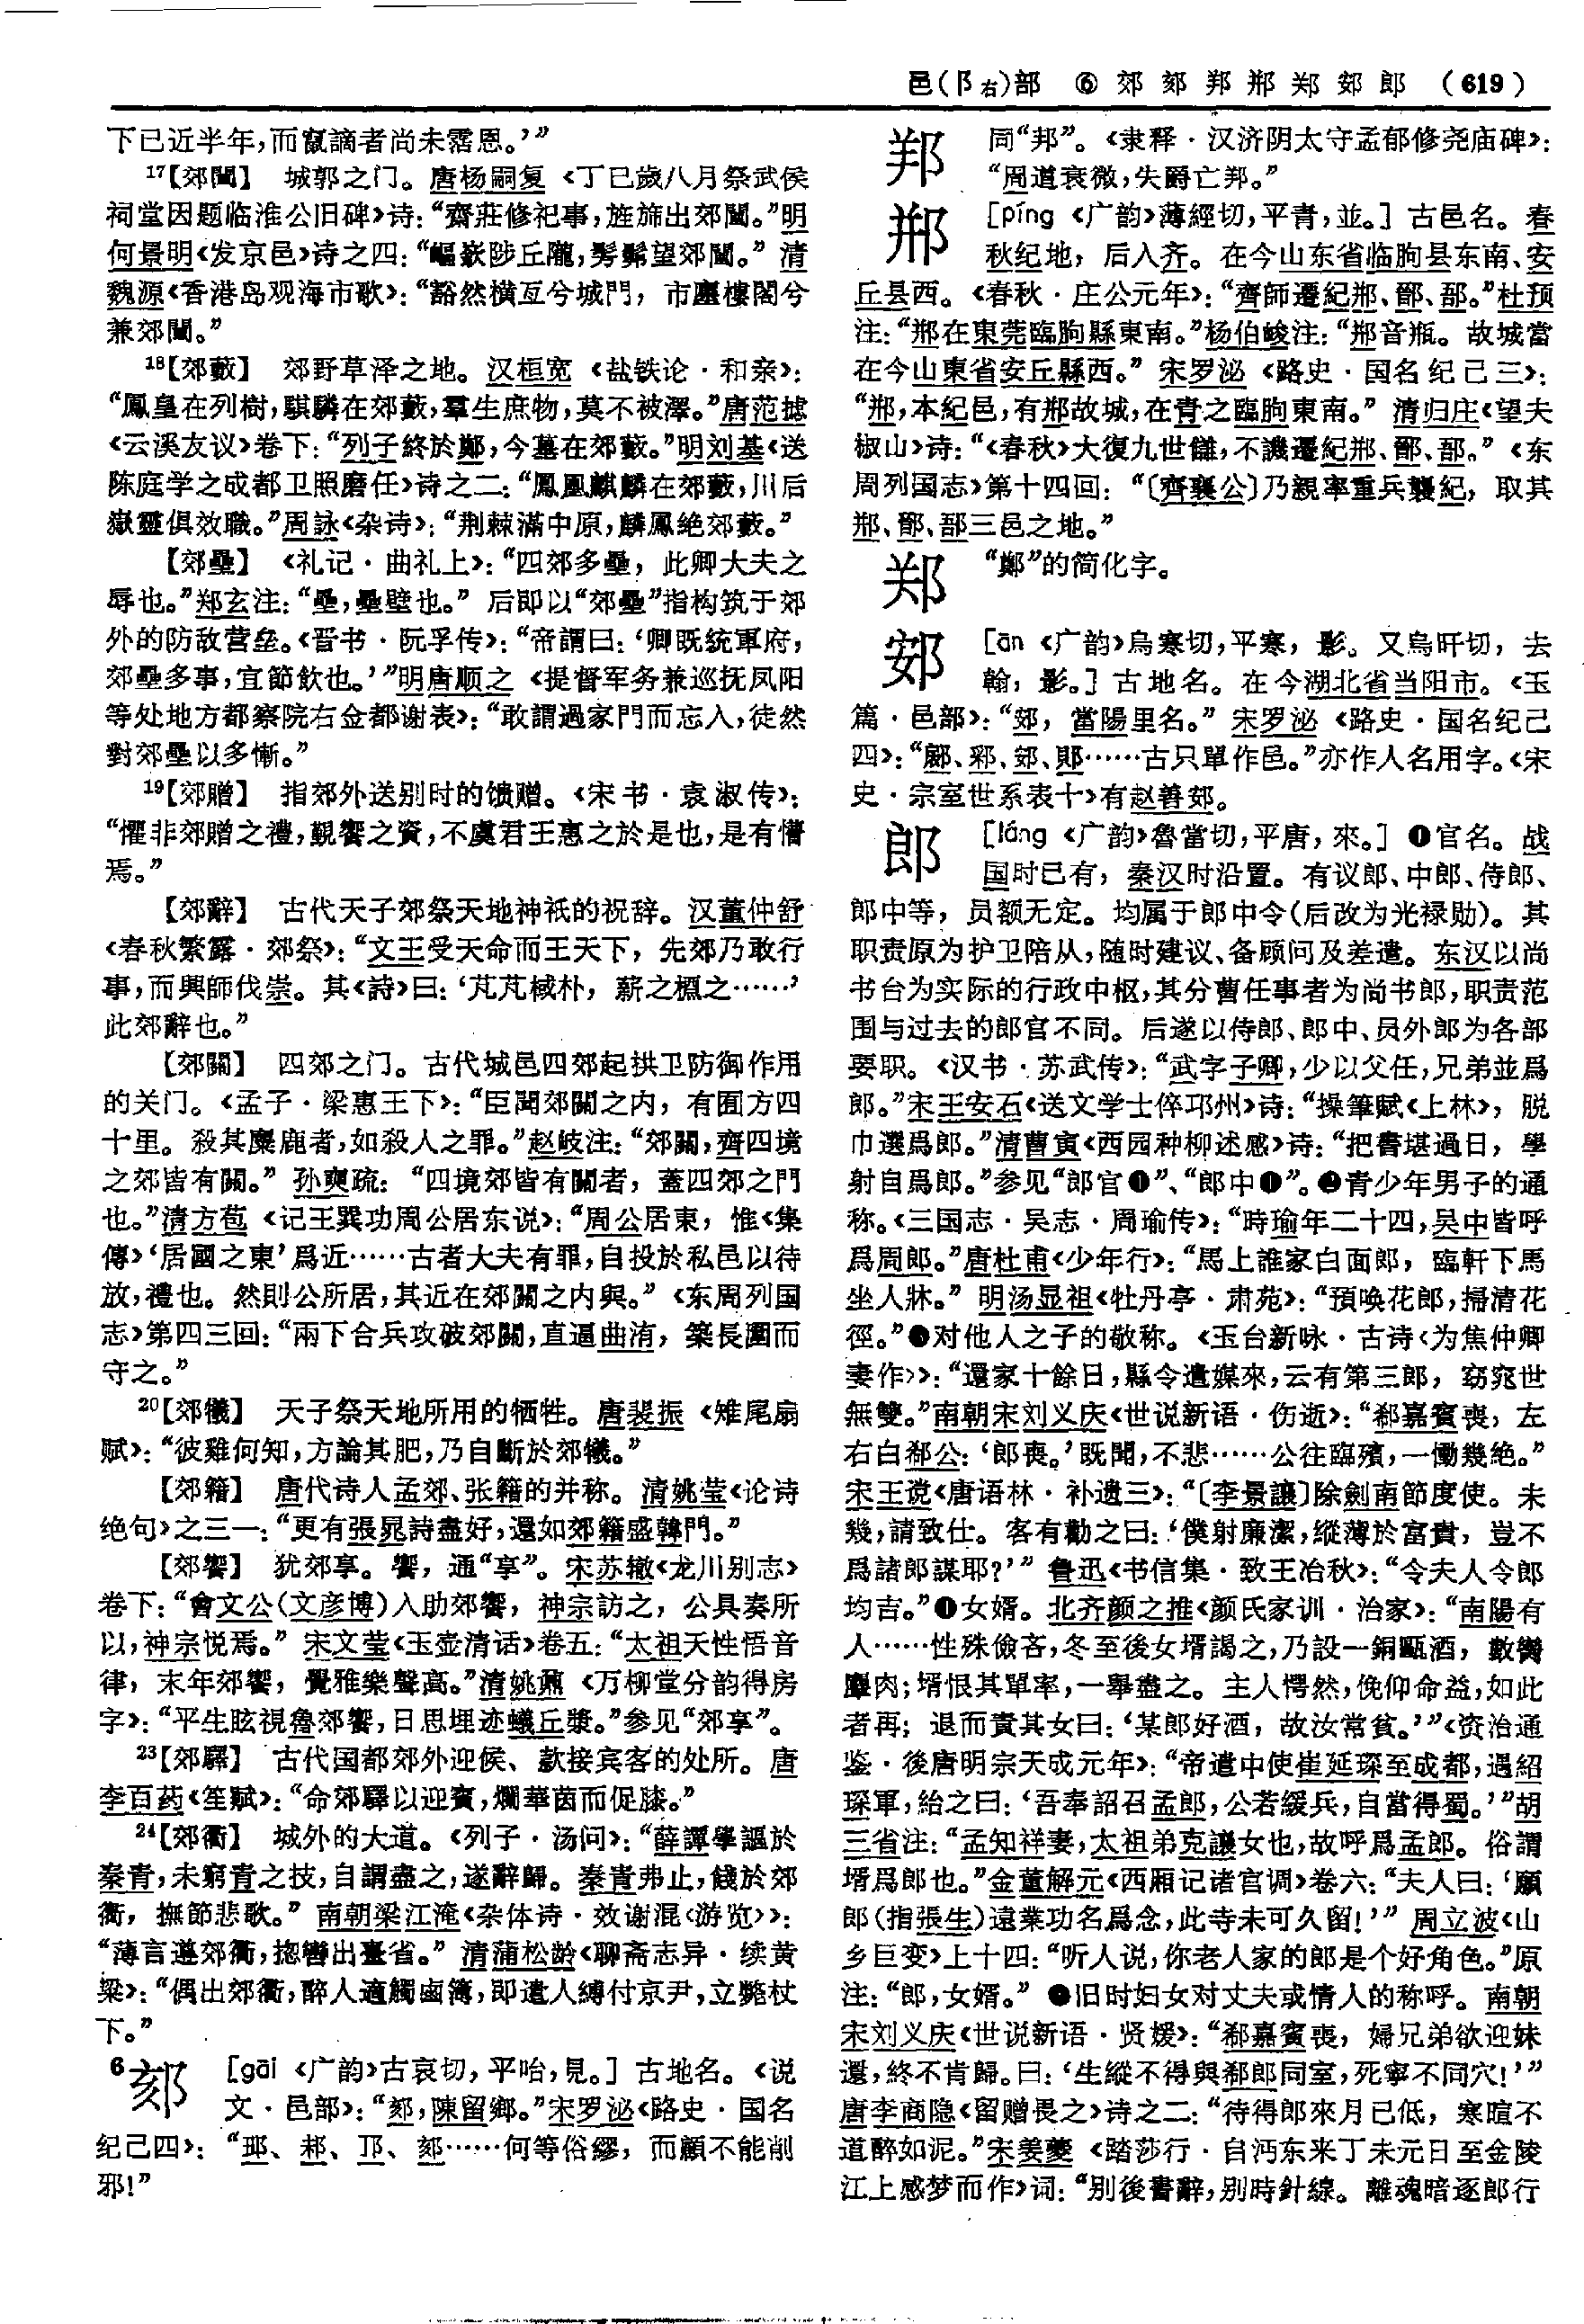 邑(阝右)部 ⑥ 郊 郂 𨚍 郱 郑 䢿 郎 (619)
下已近半年，而竄謫者尚未霑恩。’”
17【郊闉】 城郭之门。唐杨嗣复《丁巳歲八月祭武侯
祠堂因题临淮公旧碑》诗：“齋莊修祀事，旌旆出郊闉。”明
何景明《发京邑》诗之四：“嶇嶔陟丘隴，髣髴望郊闉。” 清
魏源《香港岛观海市歌》：“豁然横亙兮城門，市廛樓閣兮
兼郊闉。”
18【郊藪】 郊野草泽之地。汉桓宽《盐铁论·和亲》：
“鳳皇在列樹，騏驎在郊藪，羣生庶物，莫不被澤。”唐范摅
《云溪友议》卷下：“列子終於鄭，今墓在郊藪。”明刘基《送
陈庭学之成都卫照磨任》诗之二：“鳳凰麒麟在郊藪，川后
嶽靈俱效職。”周詠《杂诗》：“荆棘滿中原，麟鳳絶郊藪。”
【郊壘】 《礼记·曲礼上》：“四郊多壘，此卿大夫之
辱也。”郑玄注：“壘，壘壁也。” 后即以“郊壘”指构筑于郊
外的防敌营垒。《晋书·阮孚传》：“帝謂曰：‘卿既统軍府，
郊壘多事，宜節飲也。’”明唐顺之《提督军务兼巡抚凤阳
等处地方都察院右佥都谢表》：“敢謂過家門而忘入，徒然
對郊壘以多慚。”
19【郊贈】 指郊外送别时的馈赠。《宋书·袁淑传》：
“懼非郊贈之禮，覲饗之資，不虞君王惠之於是也，是有懵
焉。”
【郊辭】 古代天子郊祭天地神祇的祝辞。汉董仲舒
《春秋繁露·郊祭》：“文王受天命而王天下，先郊乃敢行
事，而興師伐崇。其《詩》曰：‘芃芃棫朴，薪之槱之……’
此郊辭也。”
【郊關】 四郊之门。古代城邑四郊起拱卫防御作用
的关门。《孟子·梁惠王下》：“臣聞郊關之内，有囿方四
十里。殺其麋鹿者，如殺人之罪。”赵岐注：“郊關，齊四境
之郊皆有關。” 孙奭疏：“四境郊皆有關者，蓋四郊之門
也。”清方苞《记王巽功周公居东说》：“周公居東，惟《集
傳》‘居國之東’爲近……古者大夫有罪，自投於私邑以待
放，禮也。然則公所居，其近在郊關之内與。”《东周列国
志》第四三回：“兩下合兵攻破郊關，直逼曲洧，築長圍而
守之。”
20【郊犧】 天子祭天地所用的牺牲。唐裴振《雉尾扇
赋》：“彼雞何知，方論其肥，乃自斷於郊犧。”
【郊籍】 唐代诗人孟郊、张籍的并称。清姚莹《论诗
绝句》之三一：“更有張晁詩盡好，還如郊籍盛韓門。”
【郊饗】 犹郊享。饗，通“享”。宋苏辙《龙川别志》
卷下：“會文公(文彦博)入助郊饗，神宗訪之，公具奏所
以，神宗悦焉。” 宋文莹《玉壶清话》卷五：“太祖天性悟音
律，末年郊饗，覺雅樂聲高。”清姚鼐《万柳堂分韵得房
字》：“平生眩視魯郊饗，日思埋迹蟻丘漿。”参见“郊享”。
23【郊驛】 古代国都郊外迎候、款接宾客的处所。唐
李百药《笙赋》：“命郊驛以迎賓，爛華茵而促膝。”
24【郊衢】 城外的大道。《列子·汤问》：“薛譚學謳於
秦青，未窮青之技，自謂盡之，遂辭歸。秦青弗止，餞於郊
衢，撫節悲歌。” 南朝梁江淹《杂体诗·效谢混〈游览〉》：
“薄言遵郊衢，揔轡出臺省。” 清蒲松龄《聊斋志异·续黄
粱》：“偶出郊衢，醉人適觸鹵簿，即遣人縛付京尹，立斃杖
下。”
6郂 [gāi《广韵》古哀切，平咍，見。] 古地名。《说
文·邑部》：“郂，陳留鄉。”宋罗泌《路史·国名
纪己四》：“邼、郝、邛、郂……何等俗繆，而顧不能削
邪！”
𨚍 同“邦”。《隶释·汉济阴太守孟郁修尧庙碑》：
“周道衰微，失爵亡𨚍。”
郱 [píng《广韵》薄經切，平青，並。] 古邑名。春
秋纪地，后入齐。在今山东省临朐县东南、安
丘县西。《春秋·庄公元年》：“齊師遷紀郱、鄑、郚。”杜预
注：“郱在東莞臨朐縣東南。”杨伯峻注：“郱音瓶。故城當
在今山東省安丘縣西。” 宋罗泌《路史·国名纪己三》：
“郱，本紀邑，有郱故城，在青之臨朐東南。” 清归庄《望夫
椒山》诗：“《春秋》大復九世讎，不譏遷紀郱、鄑、郚。”《东
周列国志》第十四回：“〔齊襄公〕乃親率重兵襲紀，取其
郱、鄑、郚三邑之地。”
郑 “鄭”的简化字。
䢿 [ān《广韵》烏寒切，平寒，影。又烏旰切，去
翰，影。] 古地名。在今湖北省当阳市。《玉
篇·邑部》：“䢿，當陽里名。” 宋罗泌《路史·国名纪己
四》：“䢿、郹……古只單作邑。”亦作人名用字。《宋
史·宗室世系表十》有赵善䢿。
郎 [láng《广韵》魯當切，平唐，來。] ❶官名。战
国时已有，秦汉时沿置。有议郎、中郎、侍郎、
郎中等，员额无定。均属于郎中令(后改为光禄勋)。其
职责原为护卫陪从，随时建议、备顾问及差遣。东汉以尚
书台为实际的行政中枢，其分曹任事者为尚书郎，职责范
围与过去的郎官不同。后遂以侍郎、郎中、员外郎为各部
要职。《汉书·苏武传》：“武字子卿，少以父任，兄弟並爲
郎。”宋王安石《送文学士倅邛州》诗：“操筆賦《上林》，脱
巾選爲郎。”清曹寅《西园种柳述感》诗：“把書堪過日，學
射自爲郎。”参见“郎官❶”、“郎中❶”。❷青少年男子的通
称。《三国志·吴志·周瑜传》：“時瑜年二十四，吴中皆呼
爲周郎。”唐杜甫《少年行》：“馬上誰家白面郎，臨軒下馬
坐人牀。” 明汤显祖《牡丹亭·肃苑》：“預唤花郎，掃清花
徑。”❸对他人之子的敬称。《玉台新咏·古诗〈为焦仲卿
妻作〉》：“還家十餘日，縣令遣媒來，云有第三郎，窈窕世
無雙。”南朝宋刘义庆《世说新语·伤逝》：“郗嘉賓喪，左
右白郗公：‘郎喪。’既聞，不悲……公往臨殯，一慟幾絶。”
宋王谠《唐语林·补遗三》：“〔李景讓〕除劍南節度使。未
幾，請致仕。客有勸之曰：‘僕射廉潔，縱薄於富貴，豈不
爲諸郎謀耶？’” 鲁迅《书信集·致王冶秋》：“令夫人令郎
均吉。”❹女婿。北齐颜之推《颜氏家训·治家》：“南陽有
人……性殊儉吝，冬至後女壻謁之，乃設一銅甌酒，數臠
麞肉；壻恨其單率，一舉盡之。主人愕然，俛仰命益，如此
者再；退而責其女曰：‘某郎好酒，故汝常貧。’”《资治通
鉴·後唐明宗天成元年》：“帝遣中使崔延琛至成都，遇紹
琛軍，紿之曰：‘吾奉詔召孟郎，公若緩兵，自當得蜀。’”胡
三省注：“孟知祥妻，太祖弟克讓女也，故呼爲孟郎。俗謂
壻爲郎也。”金董解元《西厢记诸宫调》卷六：“夫人曰：‘願
郎(指張生)遠業功名爲念，此寺未可久留！’” 周立波《山
乡巨变》上十四：“听人说，你老人家的郎是个好角色。”原
注：“郎，女婿。” ❺旧时妇女对丈夫或情人的称呼。南朝
宋刘义庆《世说新语·贤媛》：“郗嘉賓喪，婦兄弟欲迎妹
還，終不肯歸。曰：‘生縱不得與郗郎同室，死寧不同穴！’”
唐李商隐《留赠畏之》诗之二：“待得郎來月已低，寒暄不
道醉如泥。”宋姜夔《踏莎行·自沔东来丁未元日至金陵
江上感梦而作》词：“别後書辭，别時針線。離魂暗逐郎行